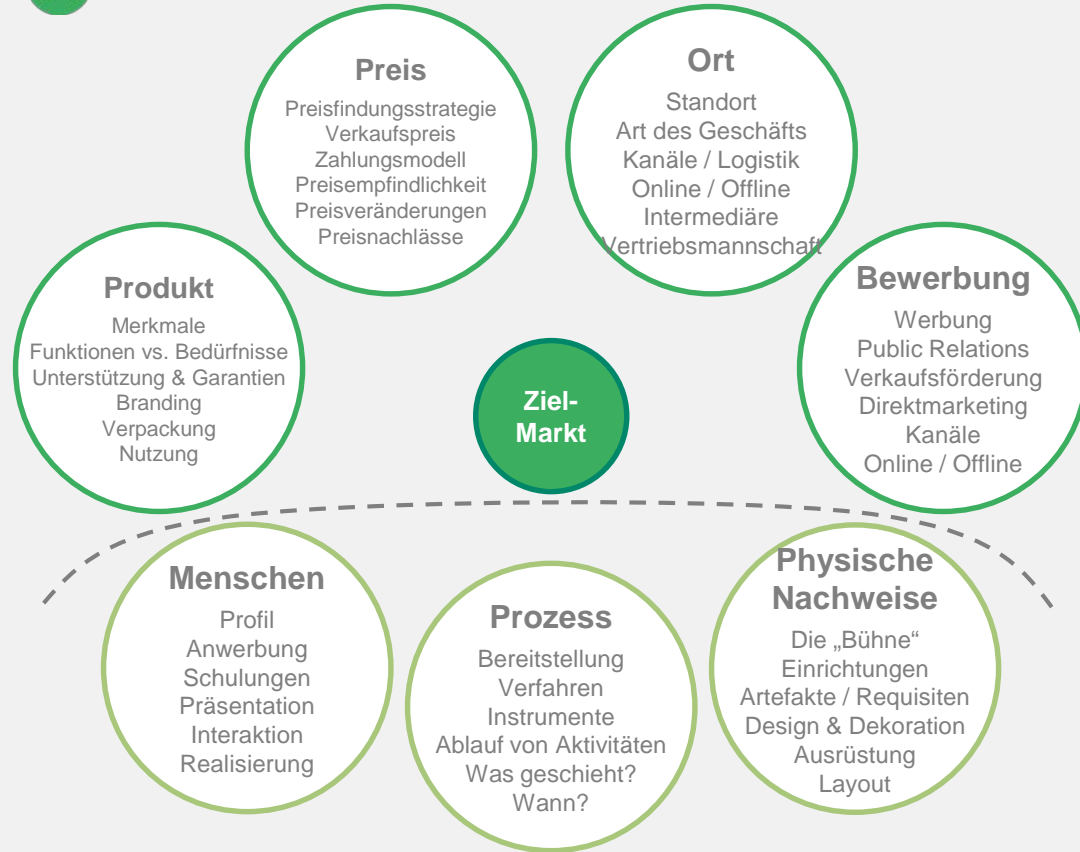 Preis
Preisfindungsstrategie
Verkaufspreis
Zahlungsmodell
Preisempfindlichkeit
Preisveränderungen
Preisnachlässe
Ort
Standort
Art des Geschäfts
Kanäle / Logistik
Online / Offline
Intermediäre
Vertriebsmannschaft
Produkt
Merkmale
Funktionen vs. Bedürfnisse
Unterstützung & Garantien
Branding
Verpackung
Nutzung
Ziel-
Markt
Bewerbung
Werbung
Public Relations
Verkaufsförderung
Direktmarketing
Kanäle
Online / Offline
Menschen
Profil
Anwerbung
Schulungen
Präsentation
Interaktion
Realisierung
Prozess
Bereitstellung
Verfahren
Instrumente
Ablauf von Aktivitäten
Was geschieht?
Wann?
Physische
Nachweise
Die „Bühne“
Einrichtungen
Artefakte / Requisiten
Design & Dekoration
Ausrüstung
Layout